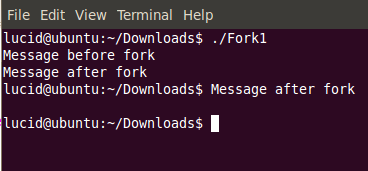 File Edit View Terminal Help
lucid@ubuntu:~/Downloads$ ./Fork1
Message before fork
Message after fork
lucid@ubuntu:~/Downloads$ Message after fork
lucid@ubuntu:~/Downloads$